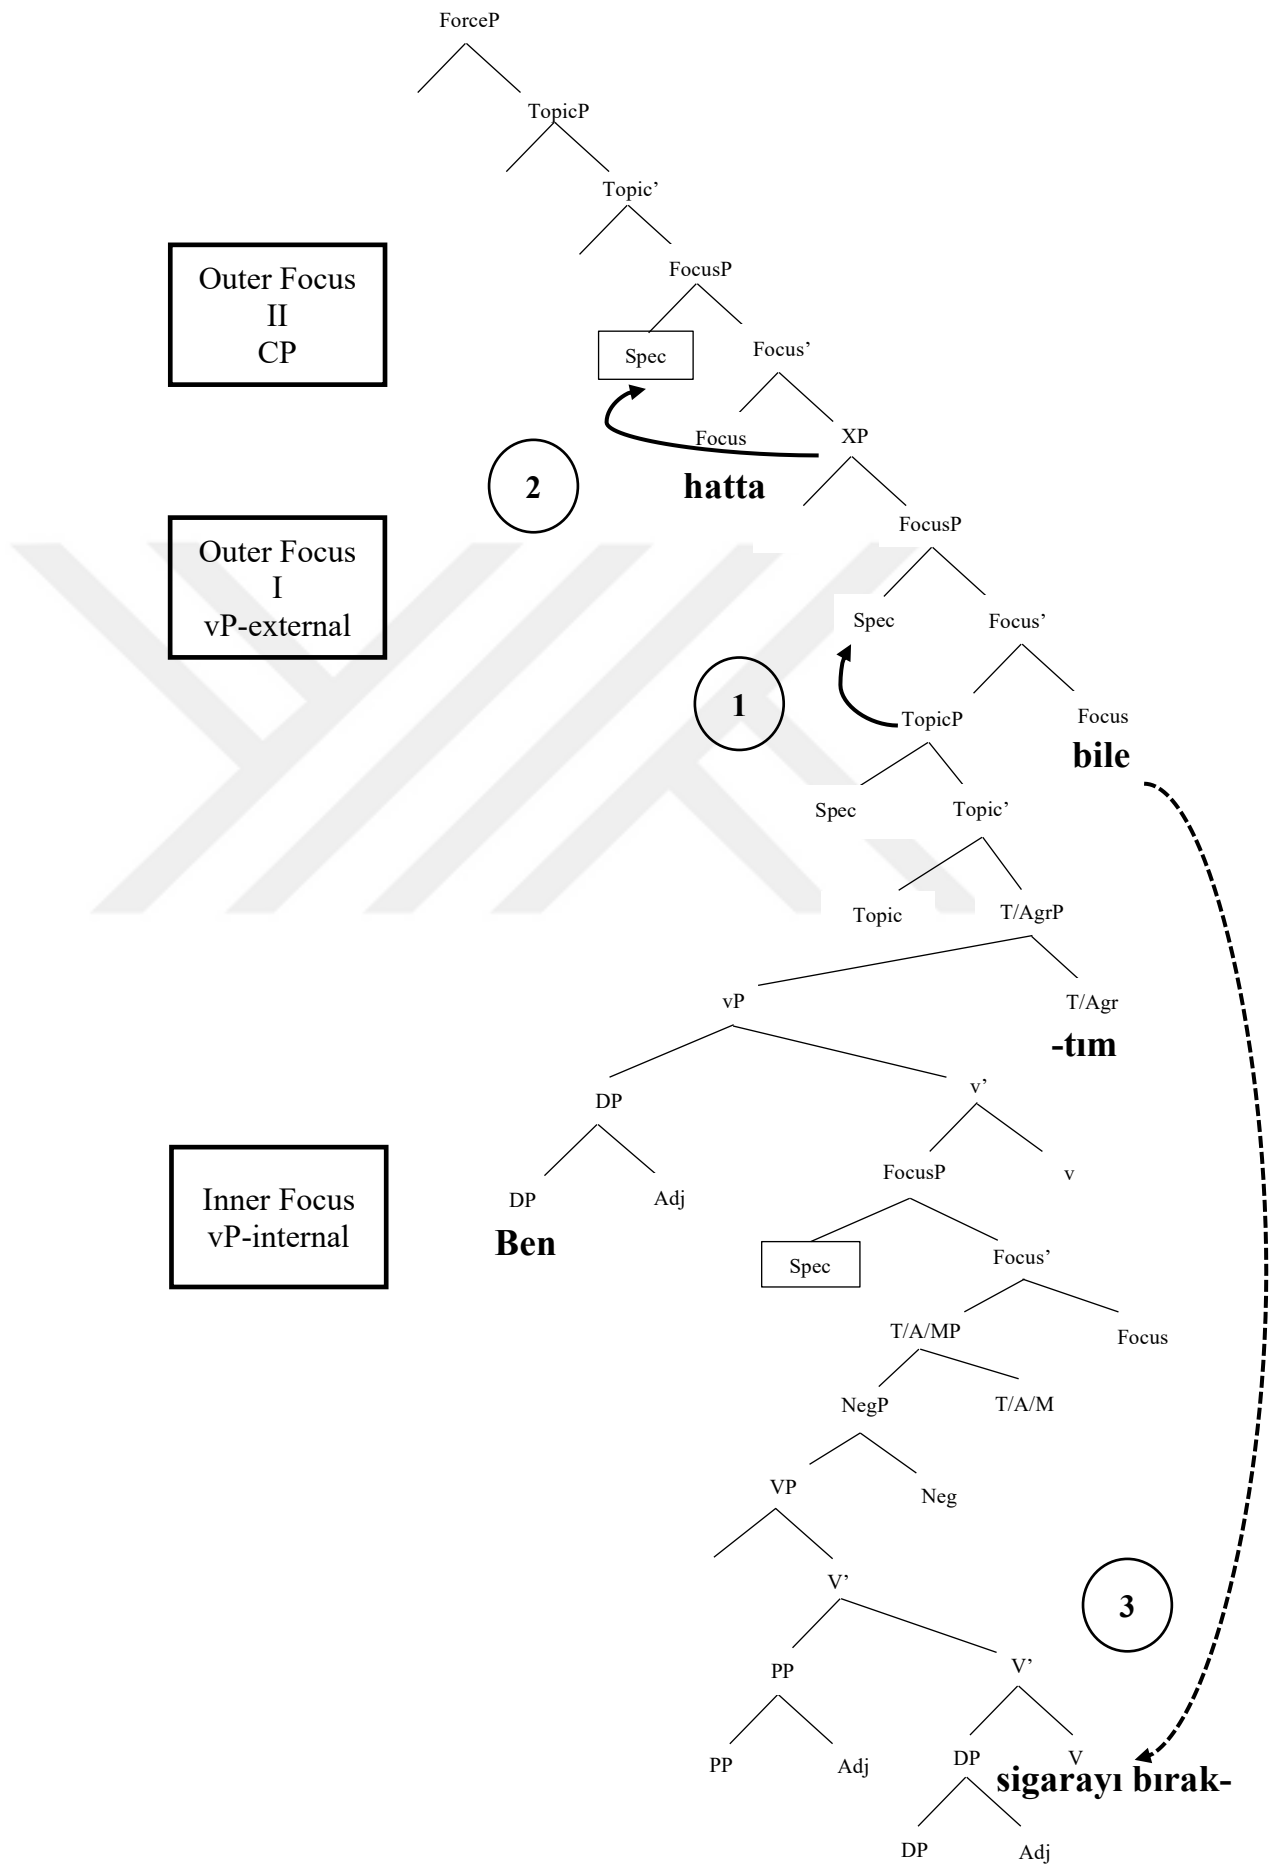 ForceP
TopicP
Topic’
FocusP
Outer Focus
II
CP
Spec
Focus’
Focus
XP
hatta
2
FocusP
Outer Focus
I
vP-external
Spec
Focus’
1
TopicP
Focus
bile
Spec
Topic’
Topic
T/AgrP
vP
T/Agr
-tım
DP
v’
DP
Adj
Ben
FocusP
v
Inner Focus
vP-internal
Spec
Focus’
T/A/MP
Focus
NegP
T/A/M
VP
Neg
V’
3
PP
V’
PP
Adj
DP
V
sigarayı bırak-
DP
Adj